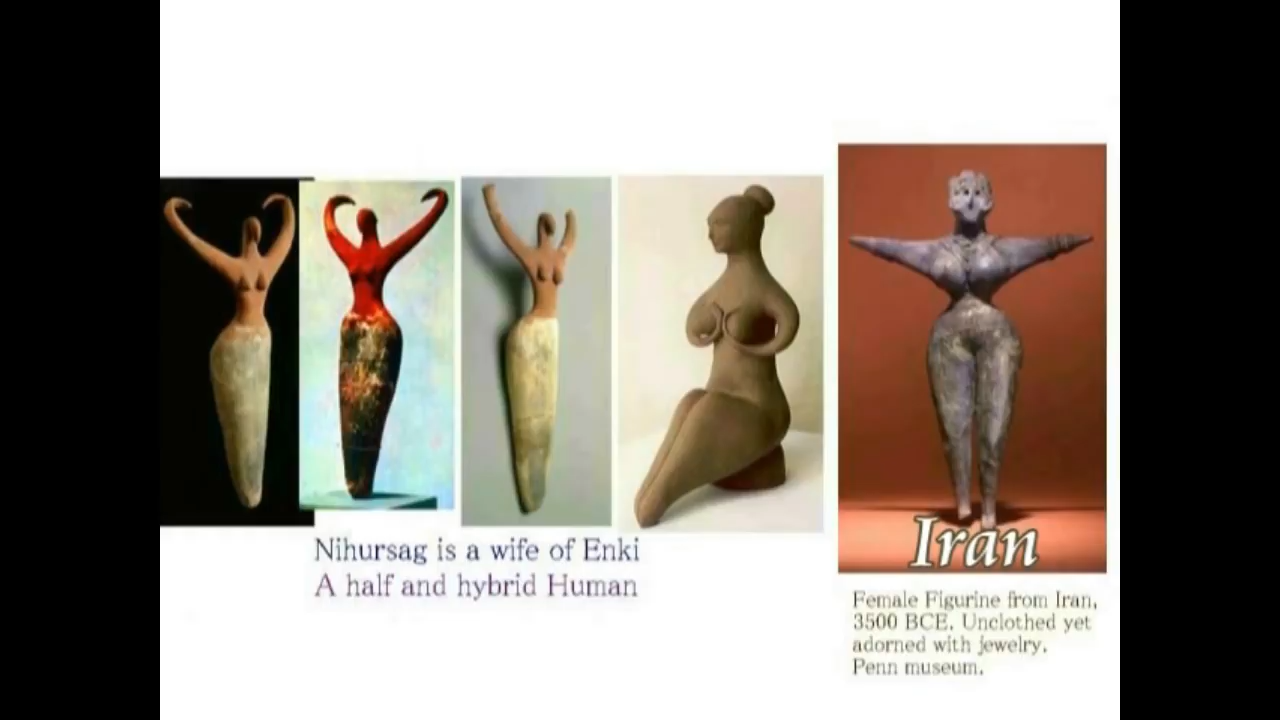 Nihursag is a wife of Enki
A half and hybrid Human
Iran
Female Figurine from Iran,
3500 BCE. Unclothed yet
adorned with jewelry.
Penn museum.